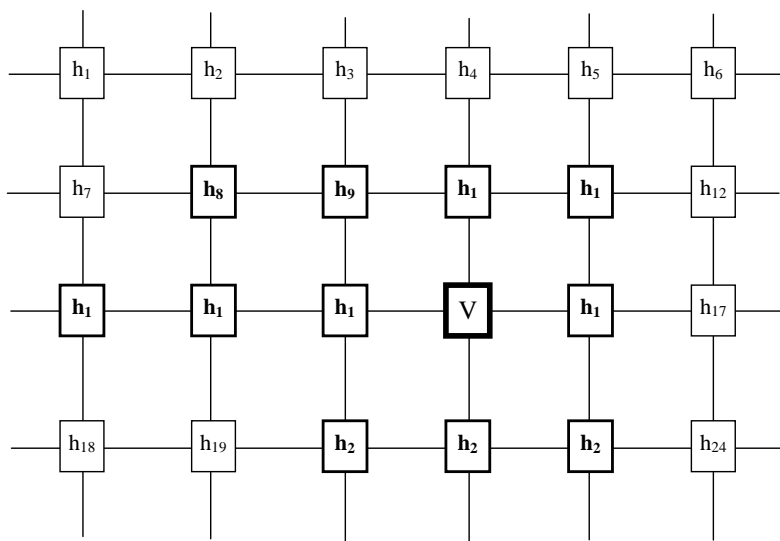 h₁ h₂ h₃ h₄ h₅ h₆
h₇ h₈ h₉ h₁ h₁ h₁₂
h₁ h₁ h₁ V h₁ h₁₇
h₁₈ h₁₉ h₂ h₂ h₂ h₂₄